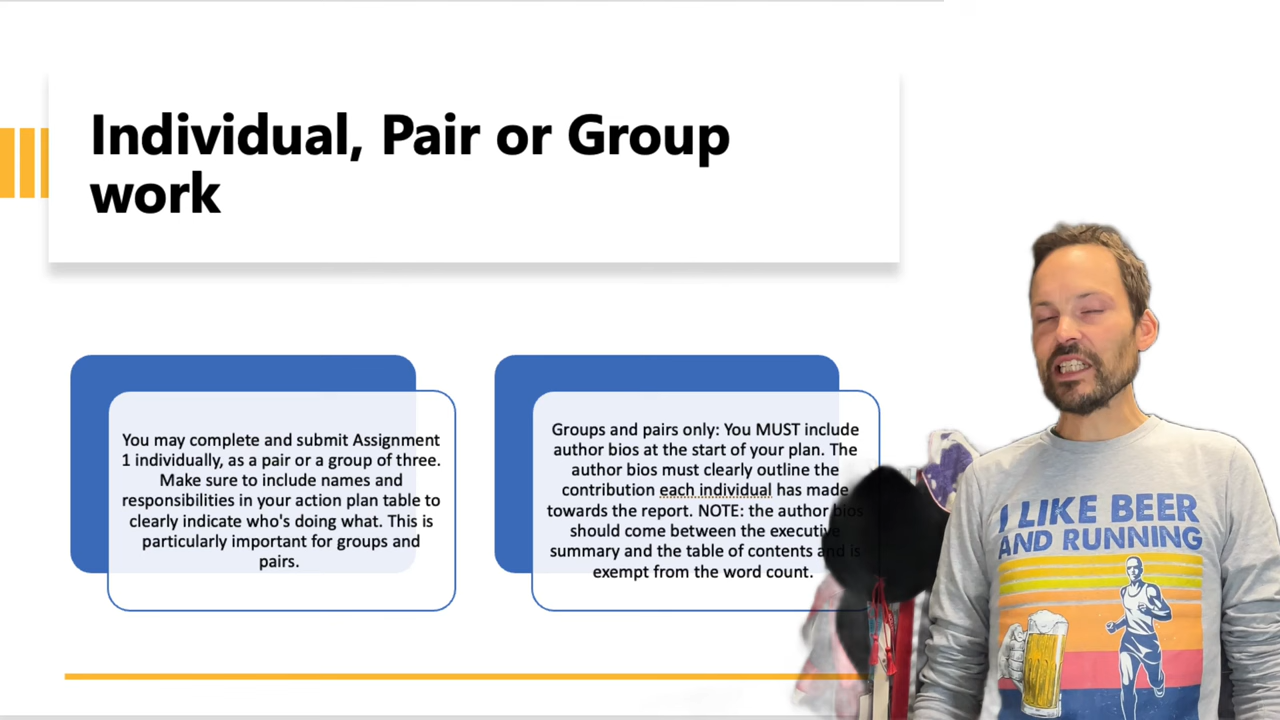 Individual, Pair or Group
work
You may complete and submit Assignment
1 individually, as a pair or a group of three.
Make sure to include names and
responsibilities in your action plan table to
clearly indicate who's doing what. This is
particularly important for groups and
pairs.
Groups and pairs only: You MUST include
author bios at the start of your plan. The
author bios must clearly outline the
contribution each individual has made
towards the report. NOTE: the author bios
should come between the executive
summary and the table of contents and is
exempt from the word count.
I LIKE BEER
AND RUNNING